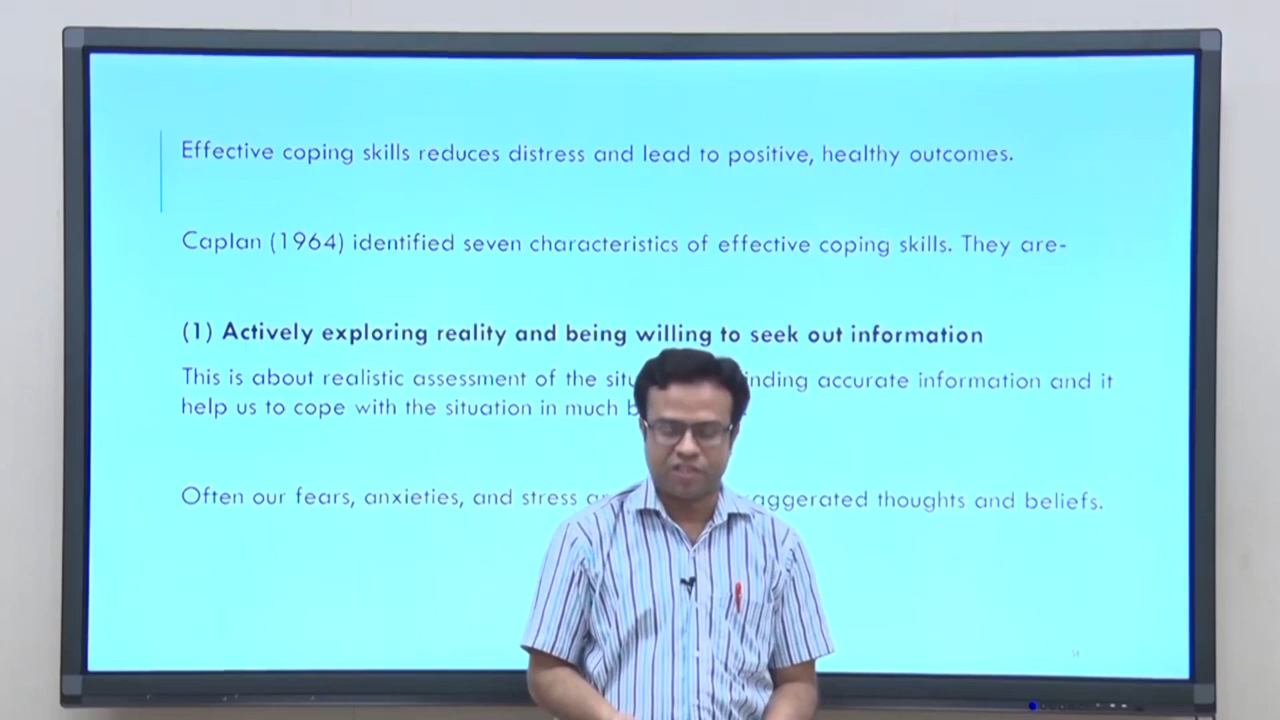 Effective coping skills reduces distress and lead to positive, healthy outcomes.
Caplan (1964) identified seven characteristics of effective coping skills. They are-
(1) Actively exploring reality and being willing to seek out information
This is about realistic assessment of the accurate information and it
help us to cope with the situation in much
Often our fears, anxieties, and stress thoughts and beliefs.